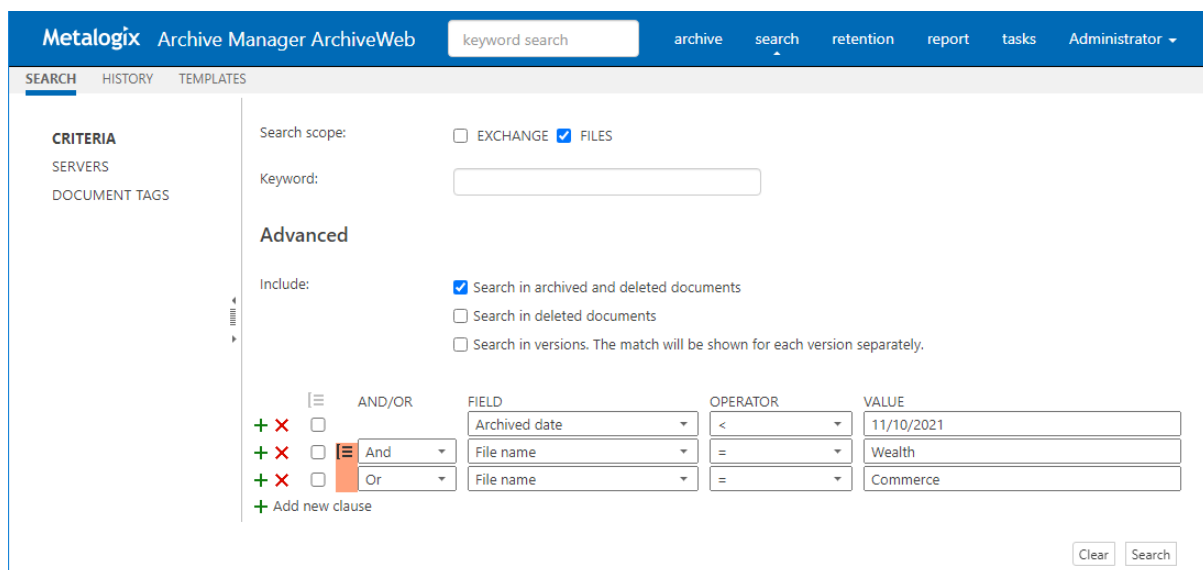 Metalogix Archive Manager ArchiveWeb keyword search archive search retention report tasks Administrator
SEARCH HISTORY TEMPLATES
CRITERIA
SERVERS
DOCUMENT TAGS
Search scope: EXCHANGE FILES
Keyword:
Advanced
Include: Search in archived and deleted documents
Search in deleted documents
Search in versions. The match will be shown for each version separately.
AND/OR FIELD OPERATOR VALUE
Archived date < 11/10/2021
And File name = Wealth
Or File name = Commerce
+ Add new clause
Clear Search